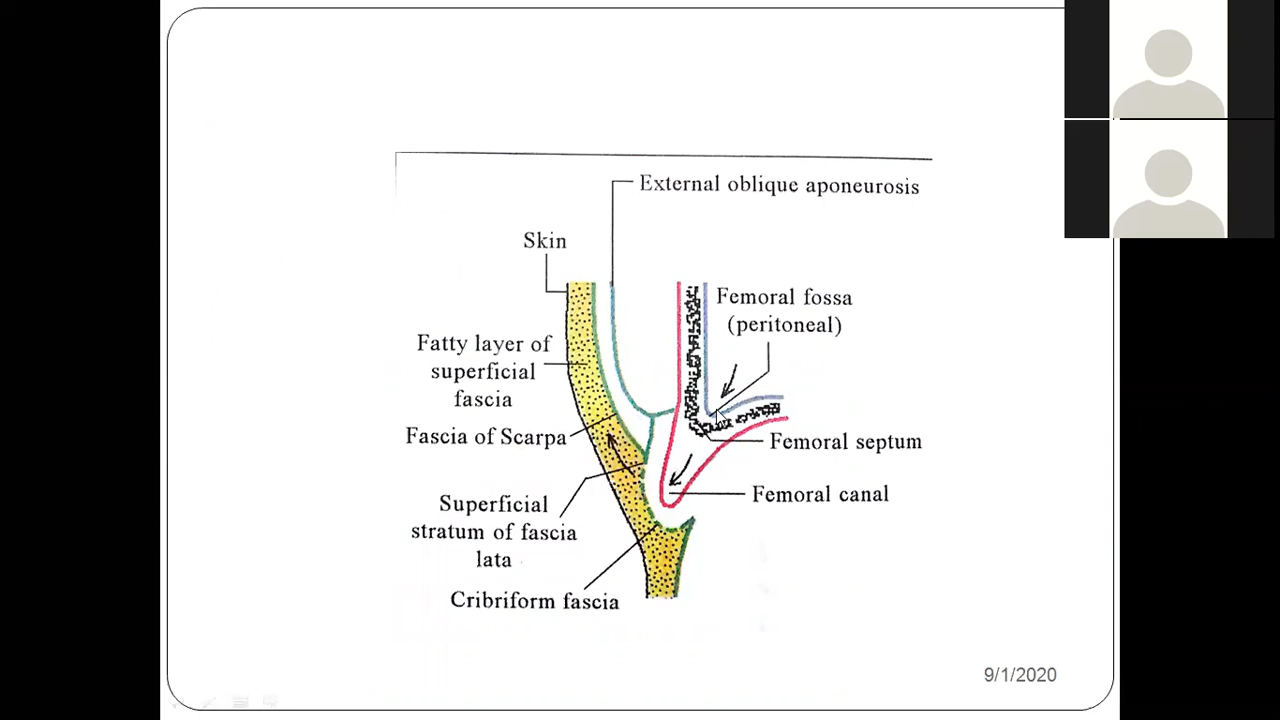 External oblique aponeurosis
Skin
Femoral fossa
(peritoneal)
Fatty layer of
superficial
fascia
Fascia of Scarpa
Femoral septum
Femoral canal
Superficial
stratum of fascia
lata
Cribriform fascia
9/1/2020